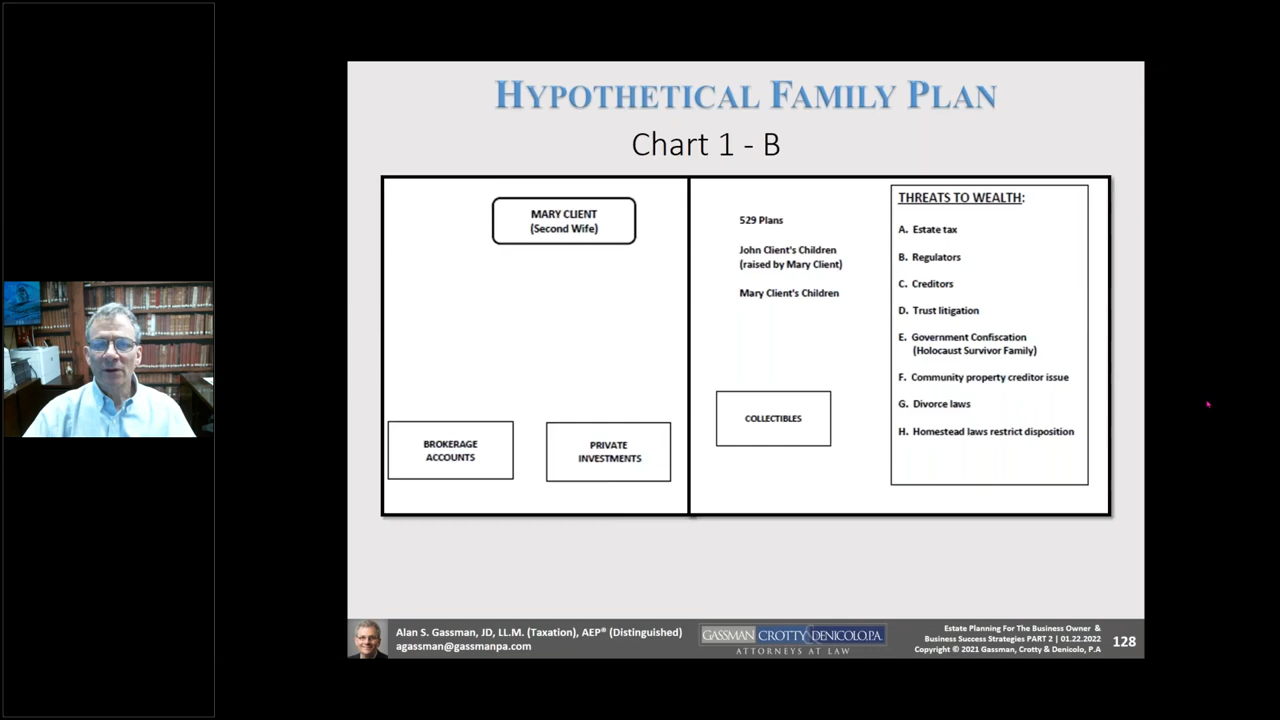 HYPOTHETICAL FAMILY PLAN
Chart 1 - B
MARY CLIENT
(Second Wife)
BROKERAGE
ACCOUNTS
PRIVATE
INVESTMENTS
529 Plans
John Client's Children
(raised by Mary Client)
Mary Client's Children
COLLECTIBLES
THREATS TO WEALTH:
A. Estate tax
B. Regulators
C. Creditors
D. Trust litigation
E. Government Confiscation
(Holocaust Survivor Family)
F. Community property creditor issue
G. Divorce laws
H. Homestead laws restrict disposition
Alan S. Gassman, JD, LL.M. (Taxation), AEP® (Distinguished)
agassman@gassmanpa.com
GASSMAN CROTTY & DENICOLO, P.A.
ATTORNEYS AT LAW
Estate Planning For The Business Owner &
Business Success Strategies PART 2 | 01.22.2022
Copyright © 2021 Gassman, Crotty & Denicolo, P.A
128